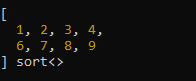 [
1, 2, 3, 4,
6, 7, 8, 9
] sort<>